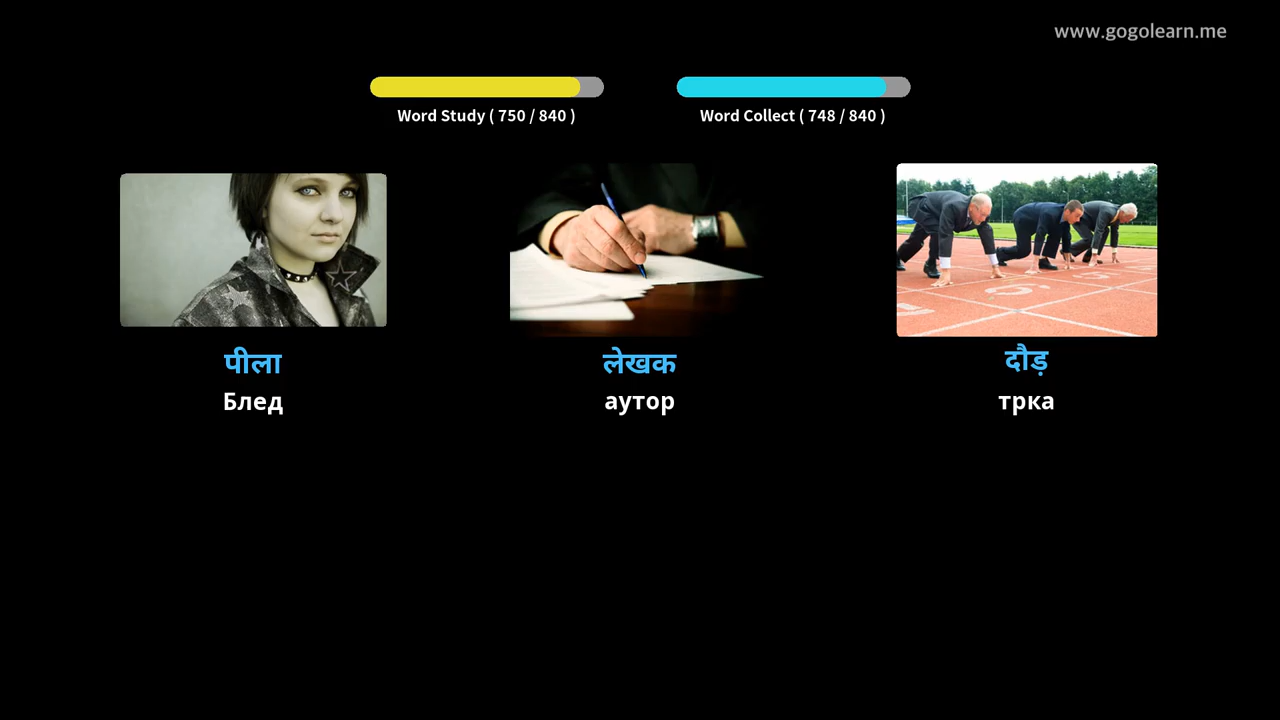 www.gogolearn.me
Word Study ( 750 / 840 )
Word Collect ( 748 / 840 )
पीला
लेखक
दौड़
Блед
аутор
трка